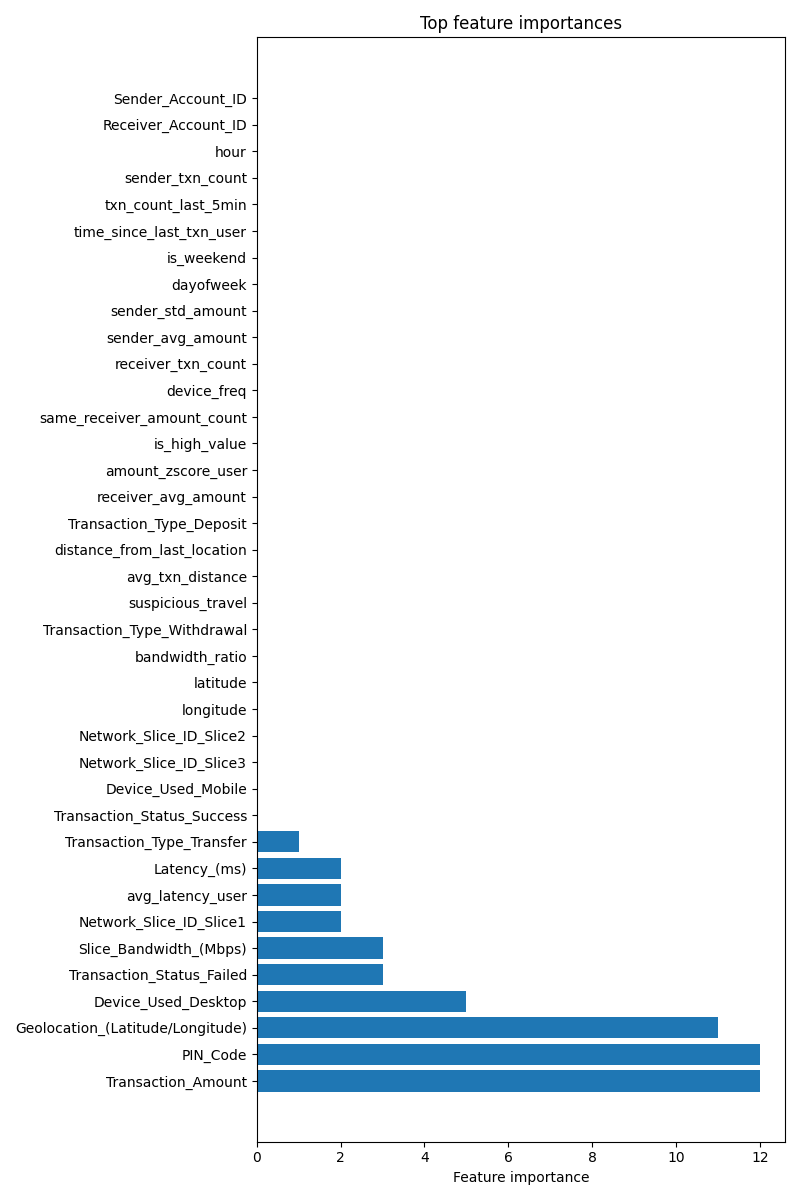 Top feature importances
Sender_Account_ID
Receiver_Account_ID
hour
sender_txn_count
txn_count_last_5min
time_since_last_txn_user
is_weekend
dayofweek
sender_std_amount
sender_avg_amount
receiver_txn_count
device_freq
same_receiver_amount_count
is_high_value
amount_zscore_user
receiver_avg_amount
Transaction_Type_Deposit
distance_from_last_location
avg_txn_distance
suspicious_travel
Transaction_Type_Withdrawal
bandwidth_ratio
latitude
longitude
Network_Slice_ID_Slice2
Network_Slice_ID_Slice3
Device_Used_Mobile
Transaction_Status_Success
Transaction_Type_Transfer
Latency_(ms)
avg_latency_user
Network_Slice_ID_Slice1
Slice_Bandwidth_(Mbps)
Transaction_Status_Failed
Device_Used_Desktop
Geolocation_(Latitude/Longitude)
PIN_Code
Transaction_Amount
0 2 4 6 8 10 12
Feature importance